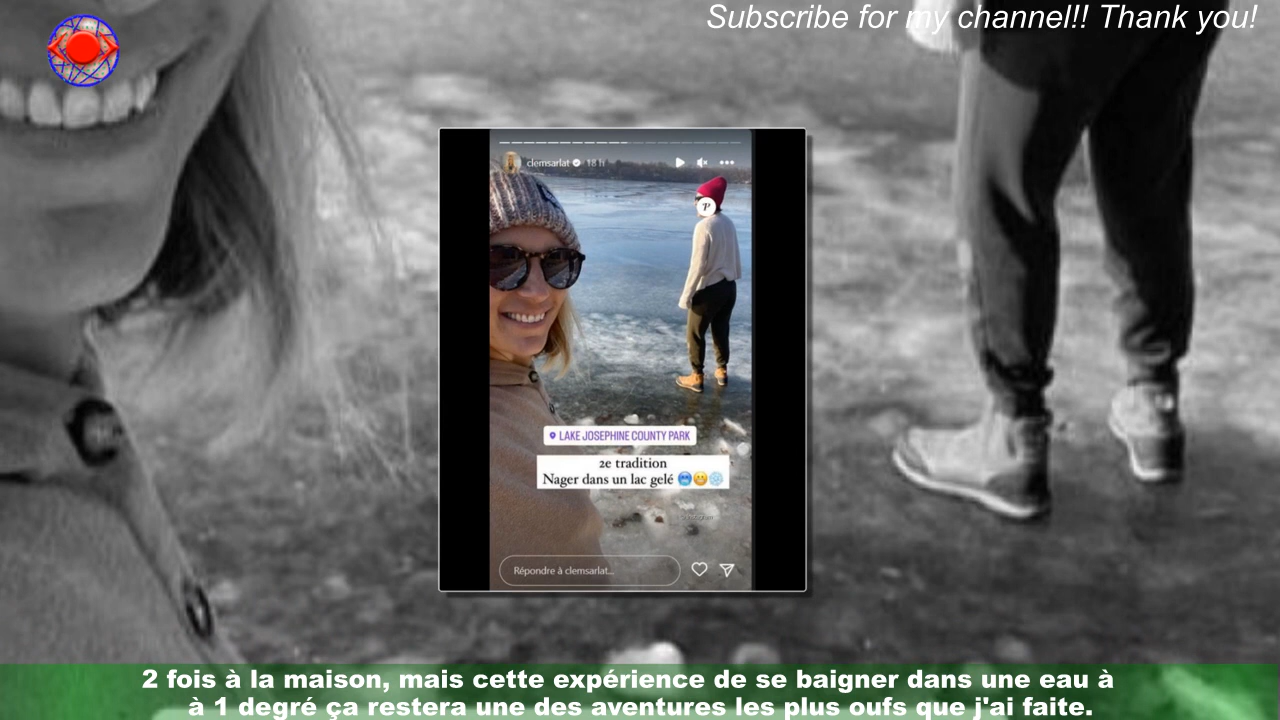 Subscribe for my channel!! Thank you!
clemsarlat 18 h
P
LAKE JOSEPHINE COUNTY PARK
2e tradition
Nager dans un lac gelé 🥶😁❄️
Répondre à clemsarlat...
2 fois à la maison, mais cette expérience de se baigner dans une eau à
à 1 degré ça restera une des aventures les plus oufs que j'ai faite.